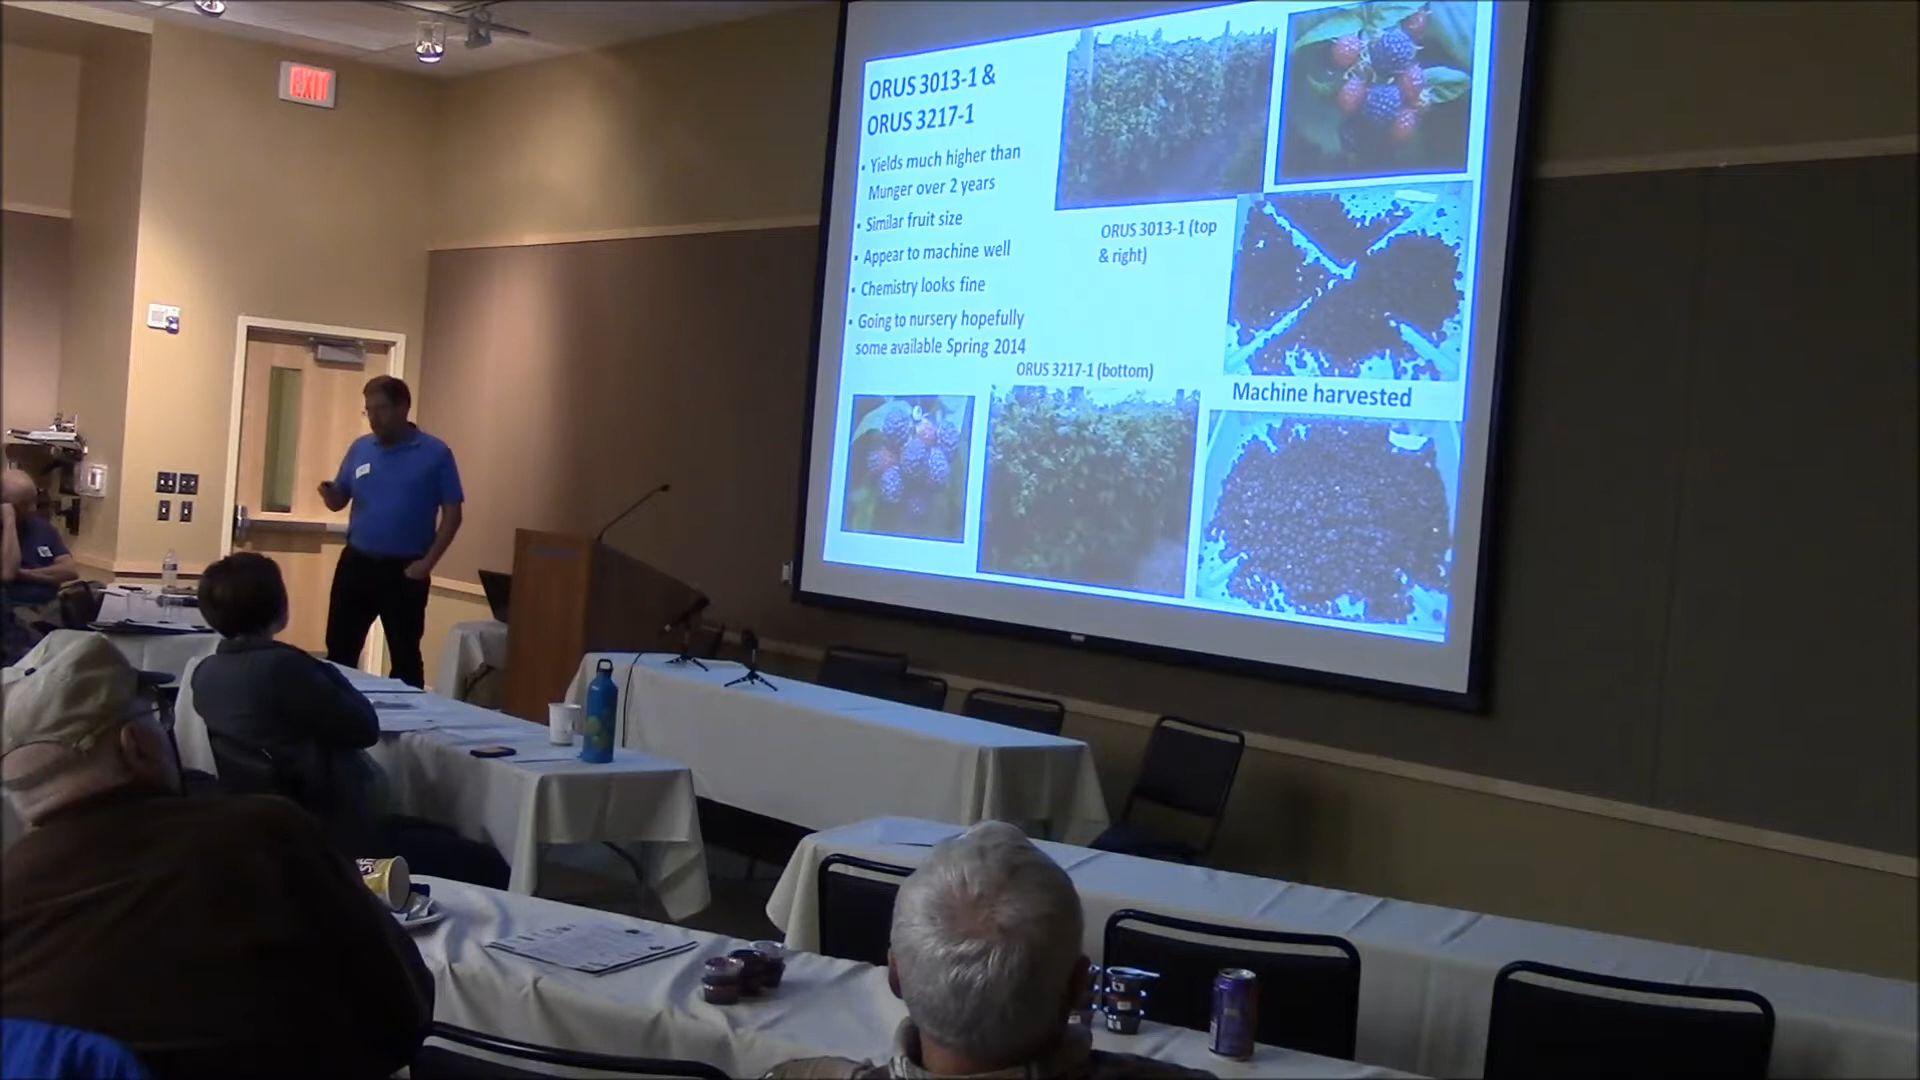 EXIT
ORUS 3013-1 &
ORUS 3217-1
▪ Yields much higher than
Munger over 2 years
▪ Similar fruit size
▪ Appear to machine well
▪ Chemistry looks fine
▪ Going to nursery hopefully
some available Spring 2014
ORUS 3013-1 (top
& right)
ORUS 3217-1 (bottom)
Machine harvested